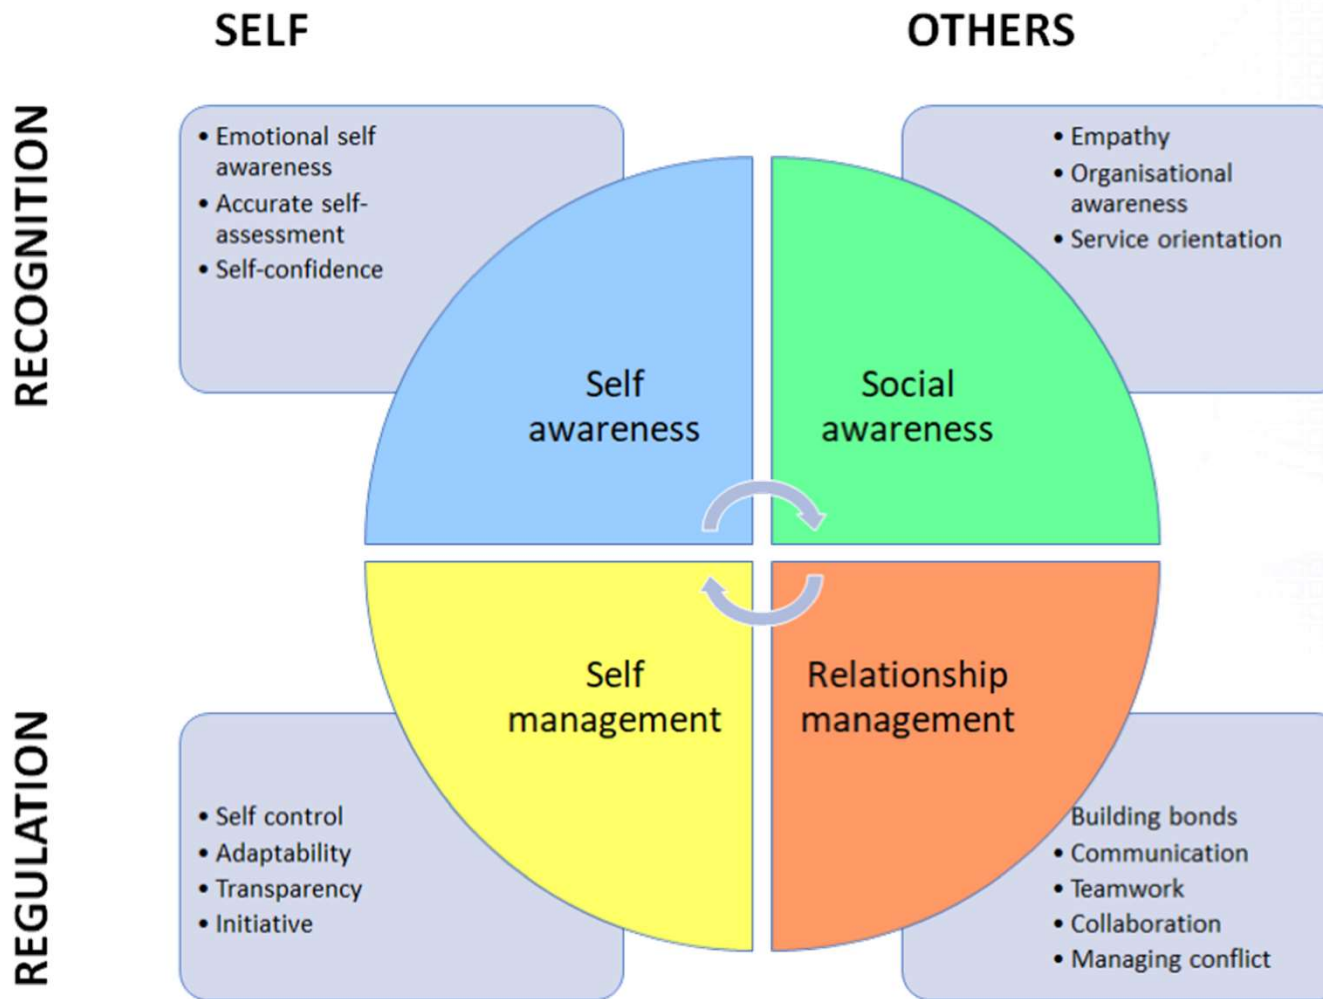 SELF
OTHERS
RECOGNITION
• Emotional self
awareness
• Accurate self-
assessment
• Self-confidence
• Empathy
• Organisational
awareness
• Service orientation
Self
awareness
Social
awareness
Self
management
Relationship
management
REGULATION
• Self control
• Adaptability
• Transparency
• Initiative
Building bonds
• Communication
• Teamwork
• Collaboration
• Managing conflict